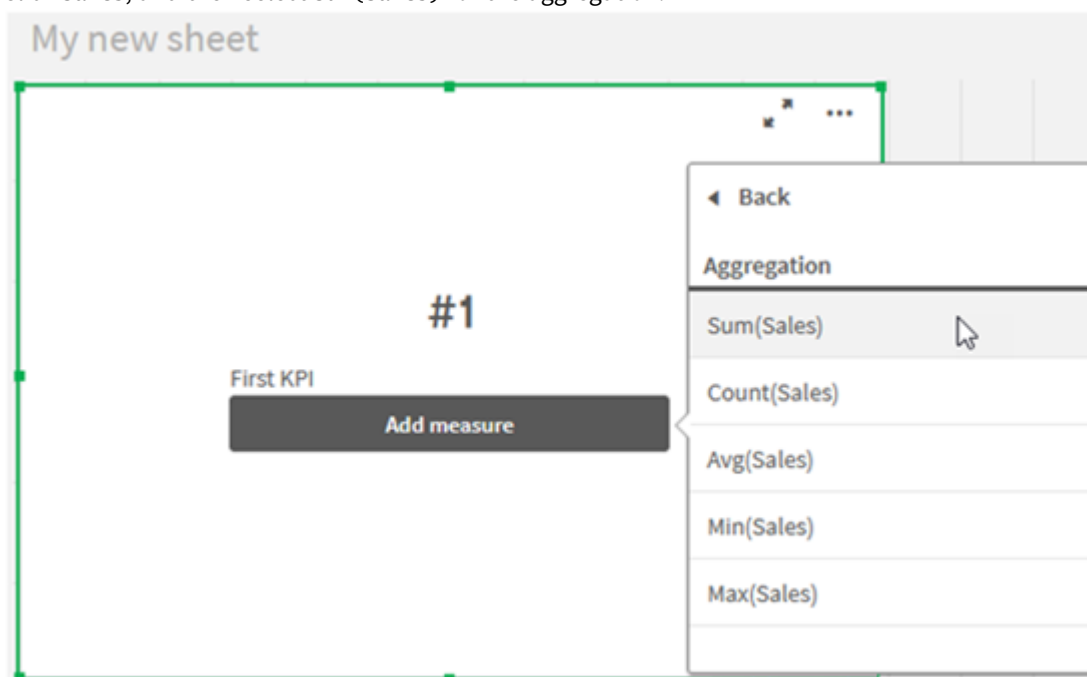 My new sheet
...
Back
Aggregation
#1
Sum(Sales)
First KPI
Count(Sales)
Add measure
Avg(Sales)
Min(Sales)
Max(Sales)